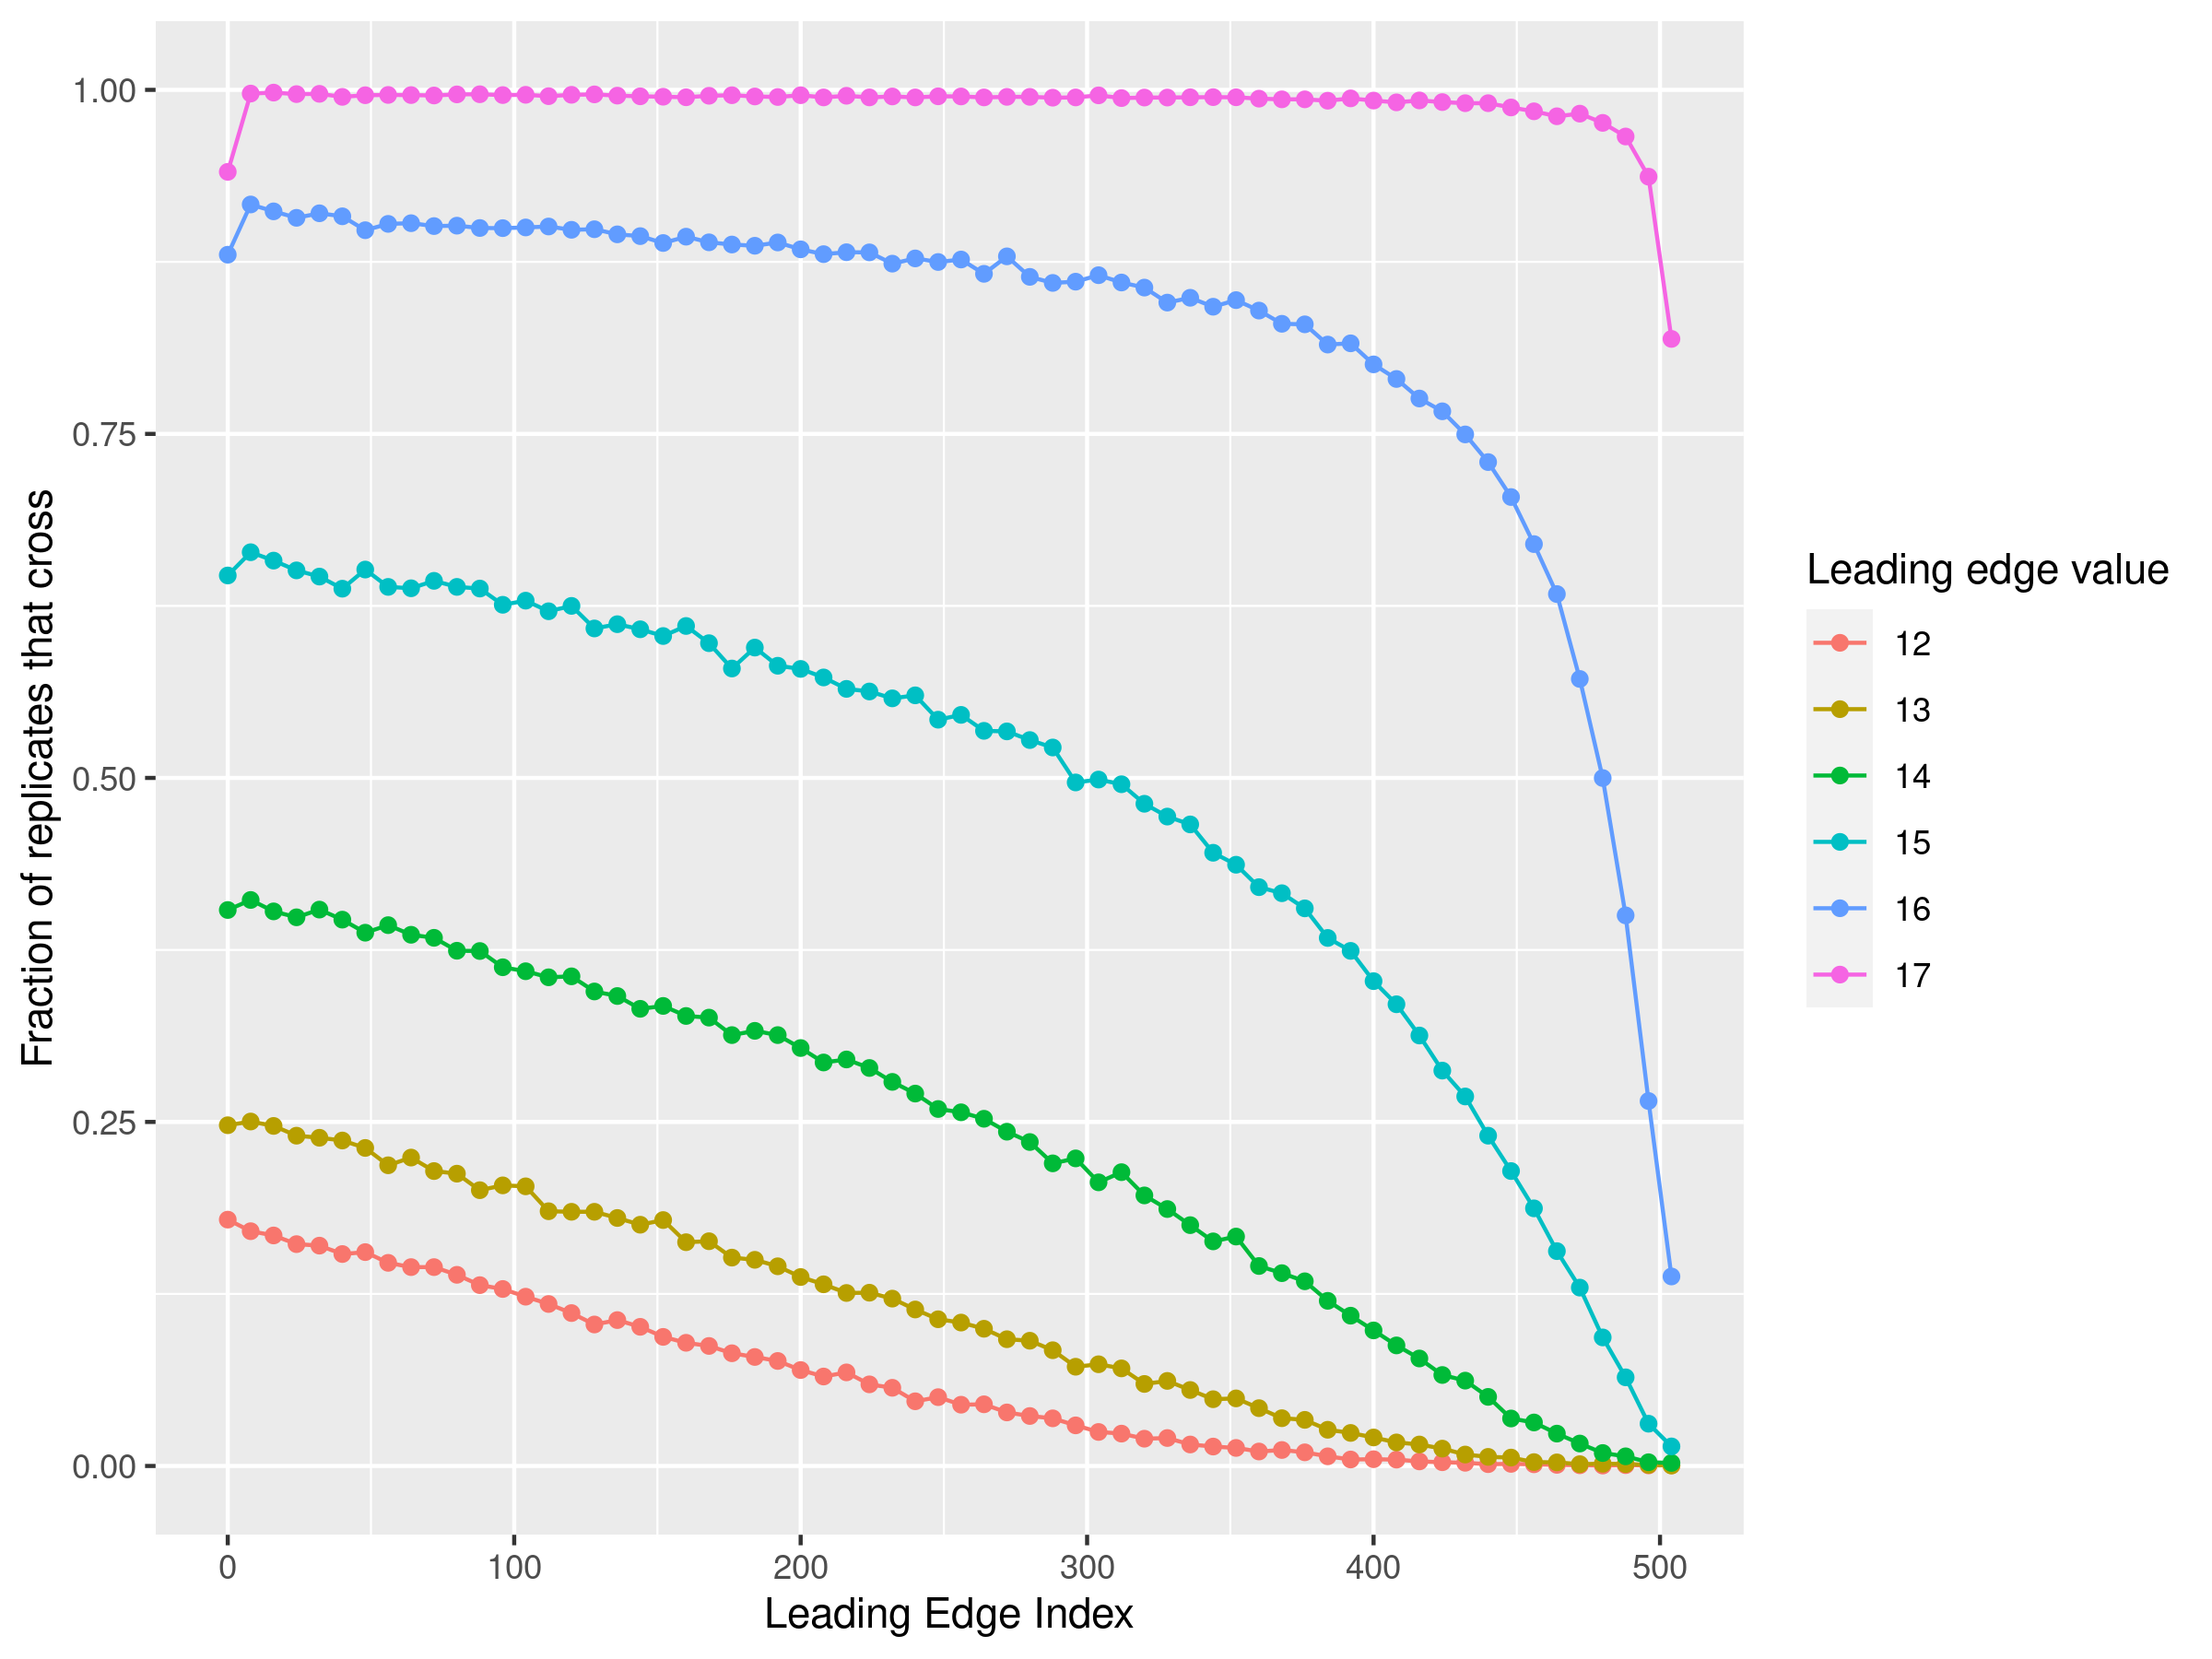 1.00
0.75
0.50
0.25
0.00
Fraction of replicates that cross
0 100 200 300 400 500
Leading Edge Index
Leading edge value
12
13
14
15
16
17